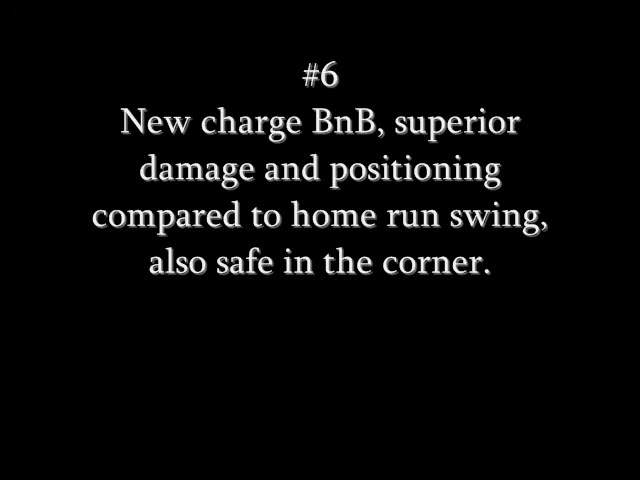 #6
New charge BnB, superior
damage and positioning
compared to home run swing,
also safe in the corner.